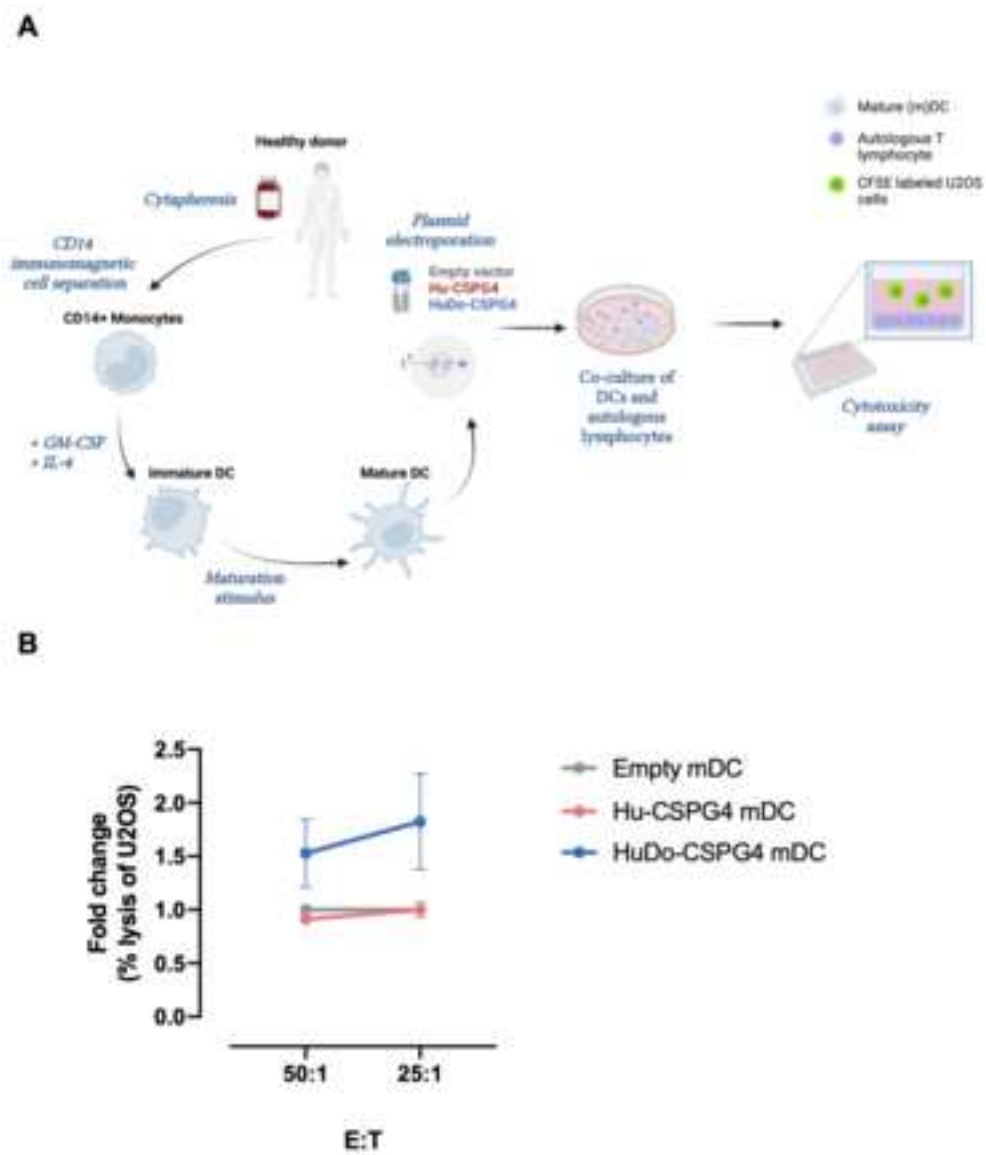 A
Healthy donor
Cytapheresis
CD14
immunomagnetic
cell separation
CD14+ Monocytes
+ GM-CSF
+ IL-4
Immature DC
Maturation
stimulus
Mature DC
Plasmid
electroporation
Empty vector
Hu-CSPG4
HuDo-CSPG4
Co-culture of
DCs and
autologous
lymphocytes
Cytotoxicity
assay
Mature (m)DC
Autologous T
lymphocyte
CFSE labeled U2OS
cells
B
Fold change
(% lysis of U2OS)
2.5
2.0
1.5
1.0
0.5
0.0
50:1
25:1
E:T
Empty mDC
Hu-CSPG4 mDC
HuDo-CSPG4 mDC